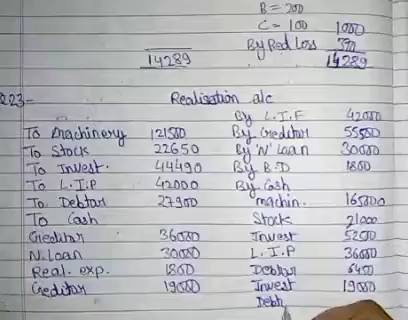 B = 200
C = 100 1000
By Real Loss 390
14289 14289
Q23- Realisation a/c
By L.I.F 42000
To Machinery 121500 By Creditor 55500
To Stock 22650 By 'N' Loan 30000
To Invest. 44490 By B.D 1800
To L.I.P 42000 By Cash
To Debtor 27900 machin. 165000
To Cash Stock 21000
Creditor 36000 Invest 5200
N.Loan 30000 L.I.P 36000
Real. exp. 1800 Debtor 6400
Creditor 19000 Invest 19000
Debt